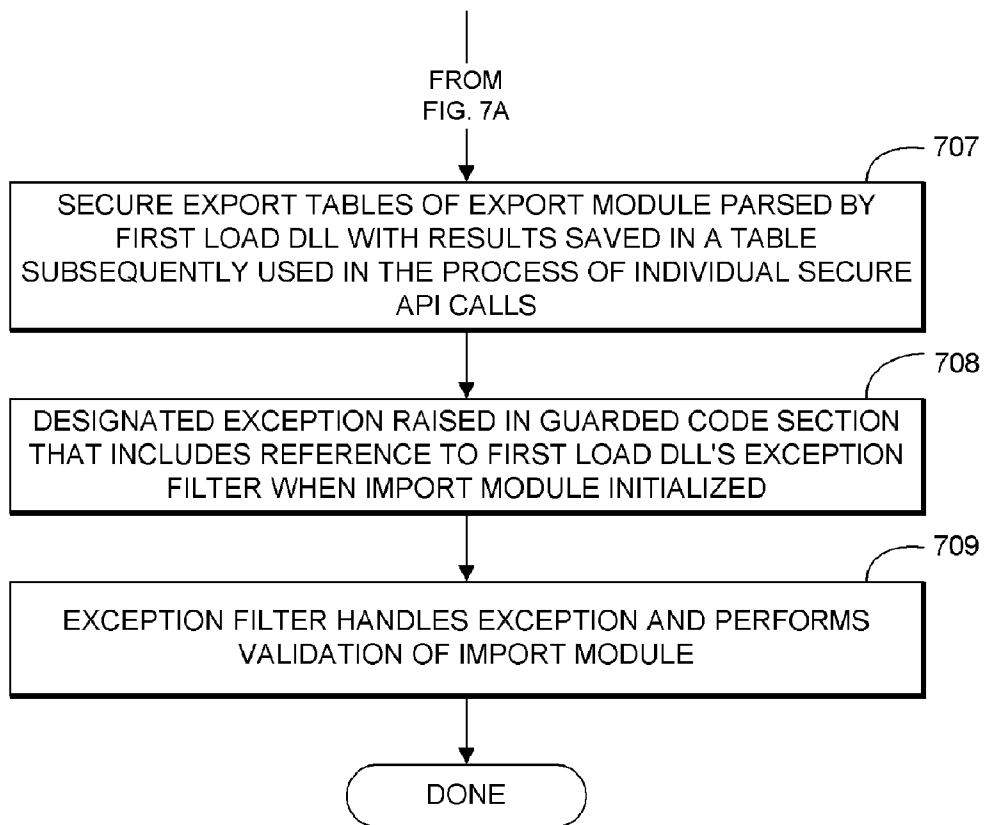 FROM
FIG. 7A
707
SECURE EXPORT TABLES OF EXPORT MODULE PARSED BY
FIRST LOAD DLL WITH RESULTS SAVED IN A TABLE
SUBSEQUENTLY USED IN THE PROCESS OF INDIVIDUAL SECURE
API CALLS
708
DESIGNATED EXCEPTION RAISED IN GUARDED CODE SECTION
THAT INCLUDES REFERENCE TO FIRST LOAD DLL'S EXCEPTION
FILTER WHEN IMPORT MODULE INITIALIZED
709
EXCEPTION FILTER HANDLES EXCEPTION AND PERFORMS
VALIDATION OF IMPORT MODULE
DONE